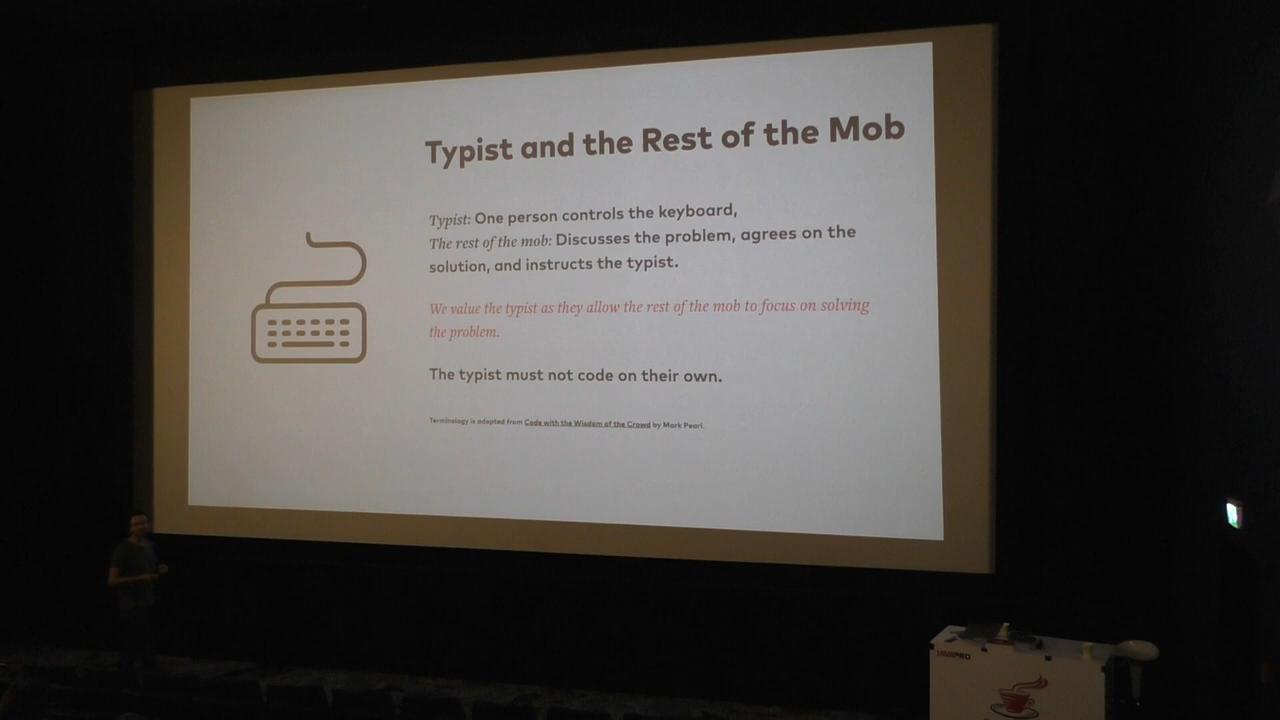 Typist and the Rest of the Mob
Typist: One person controls the keyboard,
The rest of the mob: Discusses the problem, agrees on the
solution, and instructs the typist.
We value the typist as they allow the rest of the mob to focus on solving
the problem.
The typist must not code on their own.
Terminology is adapted from Code with the Wisdom of the Crowd by Mark Pearl.
JAVAPRO